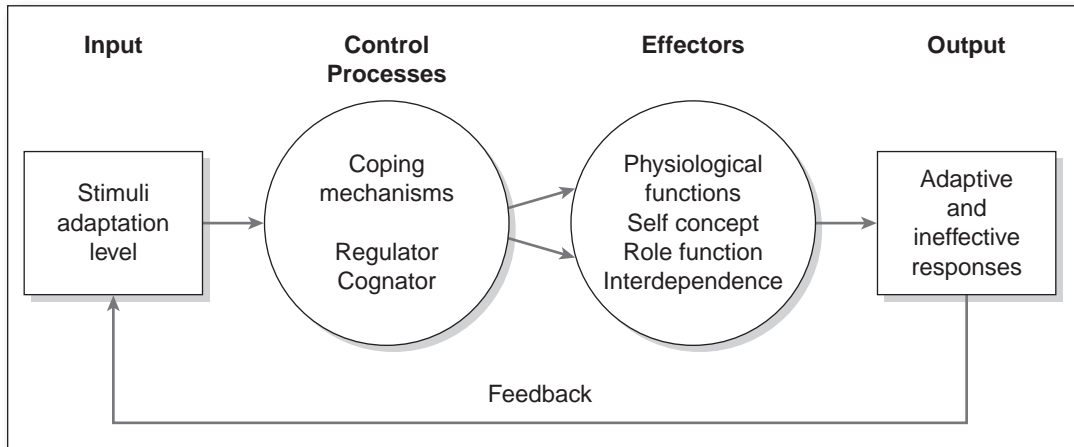 Input
Control
Processes
Effectors
Output
Stimuli
adaptation
level
Coping
mechanisms
Regulator
Cognator
Physiological
functions
Self concept
Role function
Interdependence
Adaptive
and
ineffective
responses
Feedback